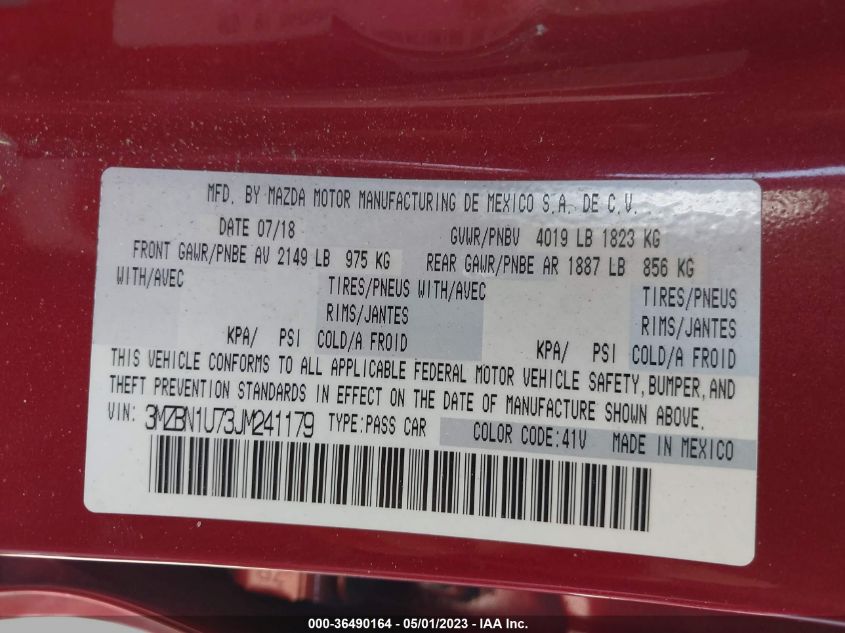 MFD. BY MAZDA MOTOR MANUFACTURING DE MEXICO S.A. DE C.V.
DATE 07/18 GVWR/PNBV 4019 LB 1823 KG
FRONT GAWR/PNBE AV 2149 LB 975 KG REAR GAWR/PNBE AR 1887 LB 856 KG
WITH/AVEC TIRES/PNEUS WITH/AVEC TIRES/PNEUS
RIMS/JANTES RIMS/JANTES
KPA/ PSI COLD/A FROID KPA/ PSI COLD/A FROID
THIS VEHICLE CONFORMS TO ALL APPLICABLE FEDERAL MOTOR VEHICLE SAFETY, BUMPER, AND
THEFT PREVENTION STANDARDS IN EFFECT ON THE DATE OF MANUFACTURE SHOWN ABOVE.
VIN: 3MZBN1U73JM241179 TYPE:PASS CAR COLOR CODE:41V MADE IN MEXICO
000-36490164 - 05/01/2023 - IAA Inc.